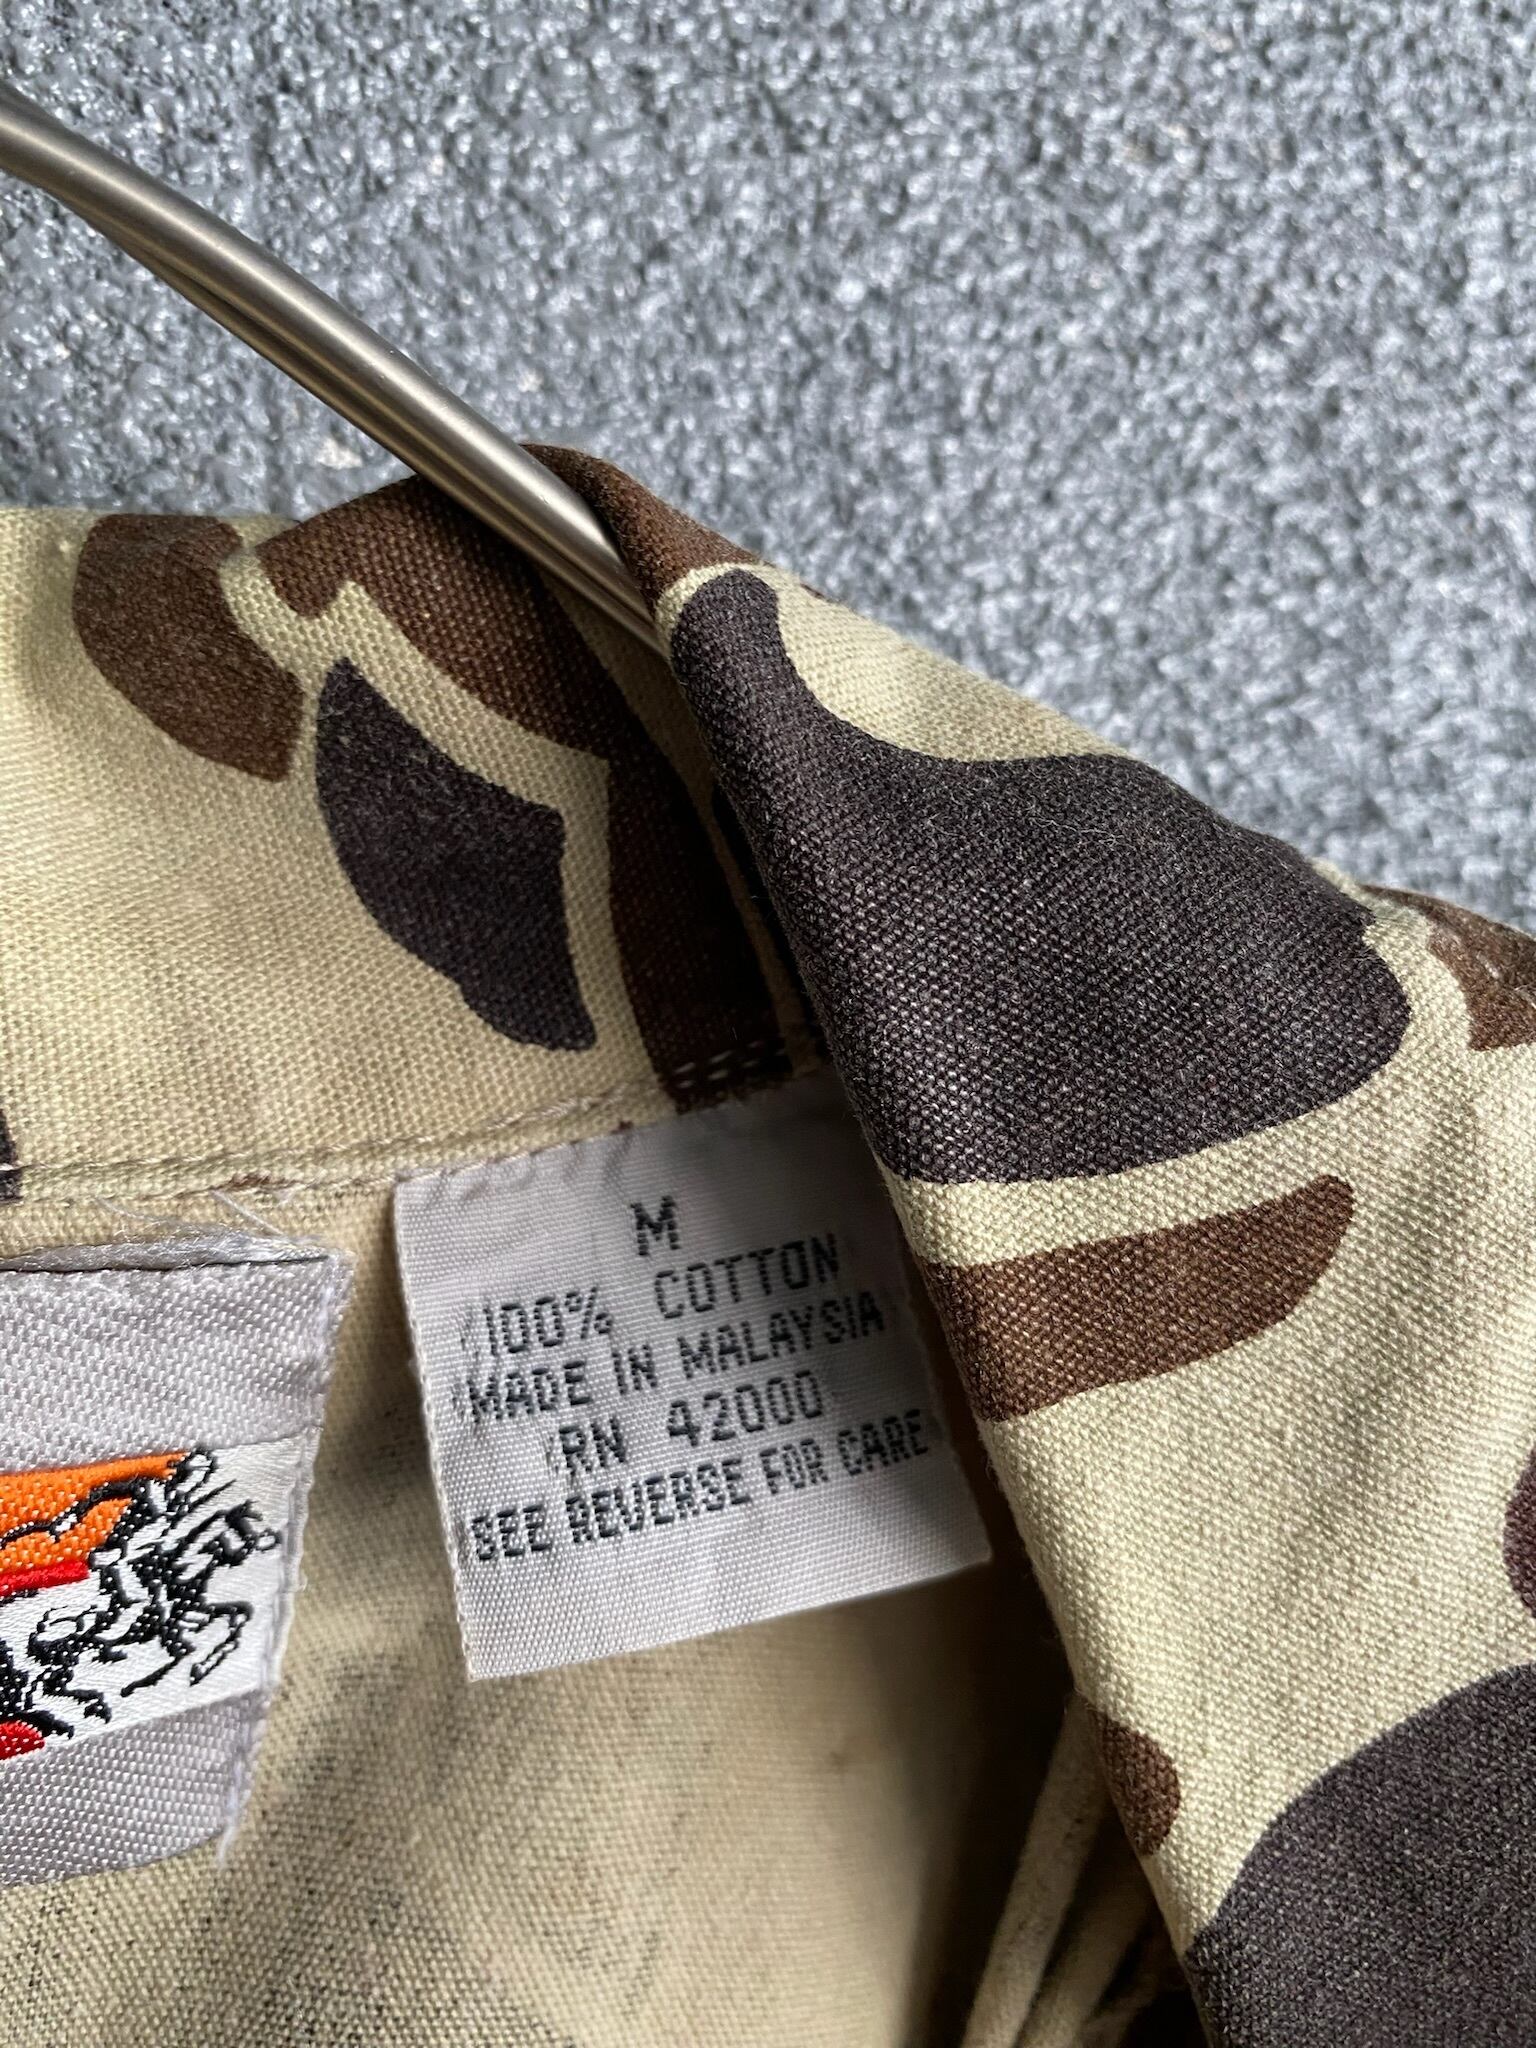 M
100% COTTON
MADE IN MALAYSIA
RN 42000
SEE REVERSE FOR CARE